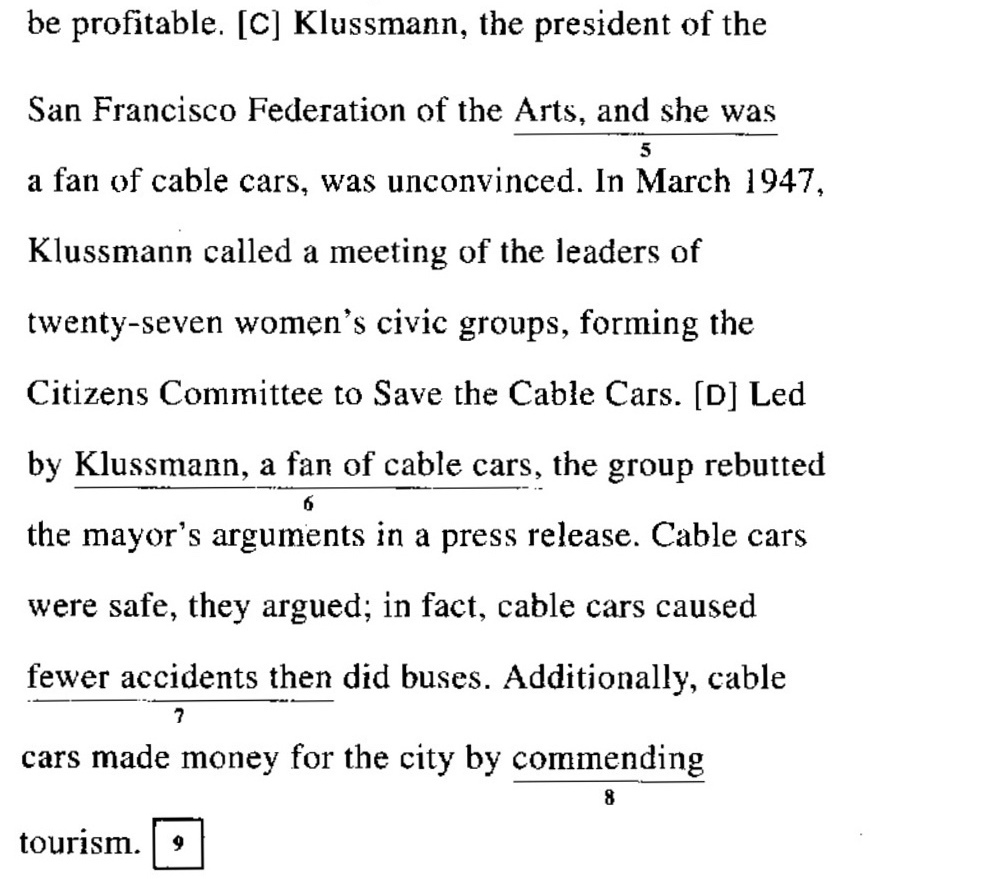 be profitable. [C] Klussmann, the president of the
San Francisco Federation of the Arts, and she was
5
a fan of cable cars, was unconvinced. In March 1947,
Klussmann called a meeting of the leaders of
twenty-seven women's civic groups, forming the
Citizens Committee to Save the Cable Cars. [D] Led
by Klussmann, a fan of cable cars, the group rebutted
6
the mayor's arguments in a press release. Cable cars
were safe, they argued; in fact, cable cars caused
fewer accidents then did buses. Additionally, cable
7
cars made money for the city by commending
8
tourism. 9